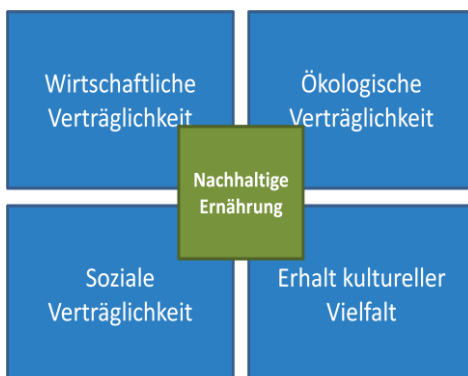 Wirtschaftliche
Verträglichkeit
Ökologische
Verträglichkeit
Nachhaltige
Ernährung
Soziale
Verträglichkeit
Erhalt kultureller
Vielfalt